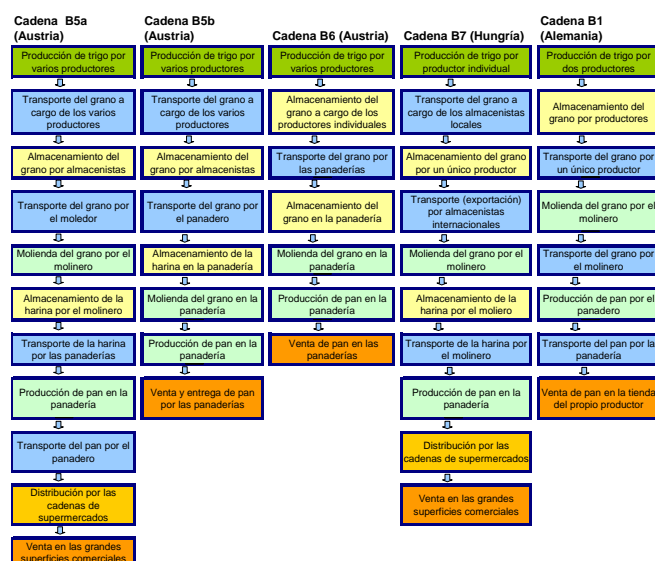 Cadena B5a
(Austria)
Producción de trigo por
varios productores
Transporte del grano a
cargo de los varios
productores
Almacenamiento del
grano por almacenistas
Transporte del grano por
el moledor
Molienda del grano por el
molinero
Almacenamiento de la
harina por el molinero
Transporte de la harina
por las panaderías
Producción de pan en la
panadería
Transporte del pan por el
panadero
Distribución por las
cadenas de
supermercados
Venta en las grandes
superficies comerciales
Cadena B5b
(Austria)
Producción de trigo por
varios productores
Transporte del grano a
cargo de los varios
productores
Almacenamiento del
grano por almacenistas
Transporte del grano por
el panadero
Almacenamiento de la
harina en la panadería
Molienda del grano en la
panadería
Producción de pan en la
panadería
Venta y entrega de pan
por las panaderías
Cadena B6 (Austria)
Producción de trigo por
varios productores
Almacenamiento del
grano a cargo de los
productores individuales
Transporte del grano por
las panaderías
Almacenamiento del
grano en la panadería
Molienda del grano en la
panadería
Producción de pan en la
panadería
Venta de pan en las
panaderías
Cadena B7 (Hungría)
Producción de trigo por
productor individual
Transporte del grano a
cargo de los almacenistas
locales
Almacenamiento del grano
por un único productor
Transporte (exportación)
por almacenistas
internacionales
Molienda del grano por el
molinero
Almacenamiento de la
harina por el moliero
Transporte de la harina por
el molinero
Producción de pan en la
panadería
Distribución por las
cadenas de supermercados
Venta en las grandes
superficies comerciales
Cadena B1
(Alemania)
Producción de trigo por
dos productores
Almacenamiento del
grano por productores
Transporte del grano por
un único productor
Molienda del grano por el
molinero
Transporte del grano por
el molinero
Producción de pan por el
panadero
Transporte del pan por la
panadería
Venta de pan en la tienda
del propio productor